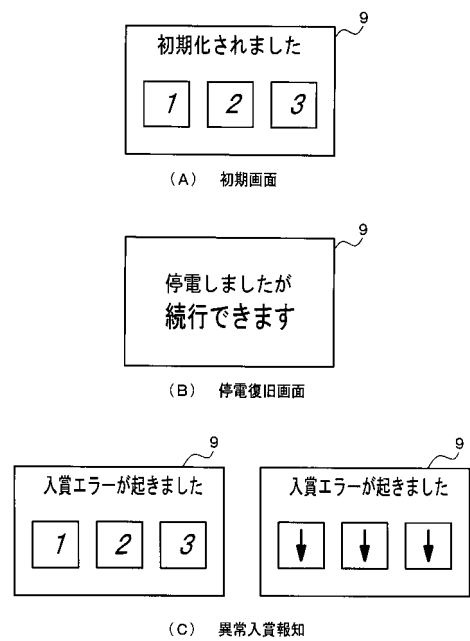 9
初期化されました
1 2 3
(A) 初期画面
9
停電しましたが
続行できます
(B) 停電復旧画面
9
入賞エラーが起きました
1 2 3
9
入賞エラーが起きました
↓ ↓ ↓
(C) 異常入賞報知